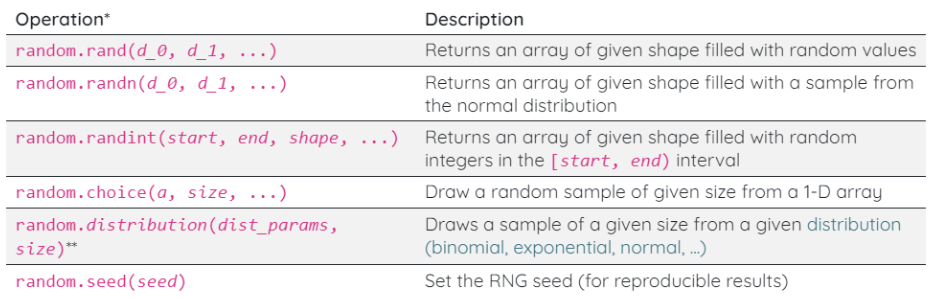 Operation* Description
random.rand(d_0, d_1, ...) Returns an array of given shape filled with random values
random.randn(d_0, d_1, ...) Returns an array of given shape filled with a sample from
the normal distribution
random.randint(start, end, shape, ...) Returns an array of given shape filled with random
integers in the [start, end) interval
random.choice(a, size, ...) Draw a random sample of given size from a 1-D array
random.distribution(dist_params, Draws a sample of a given size from a given distribution
size)** (binomial, exponential, normal, ...)
random.seed(seed) Set the RNG seed (for reproducible results)